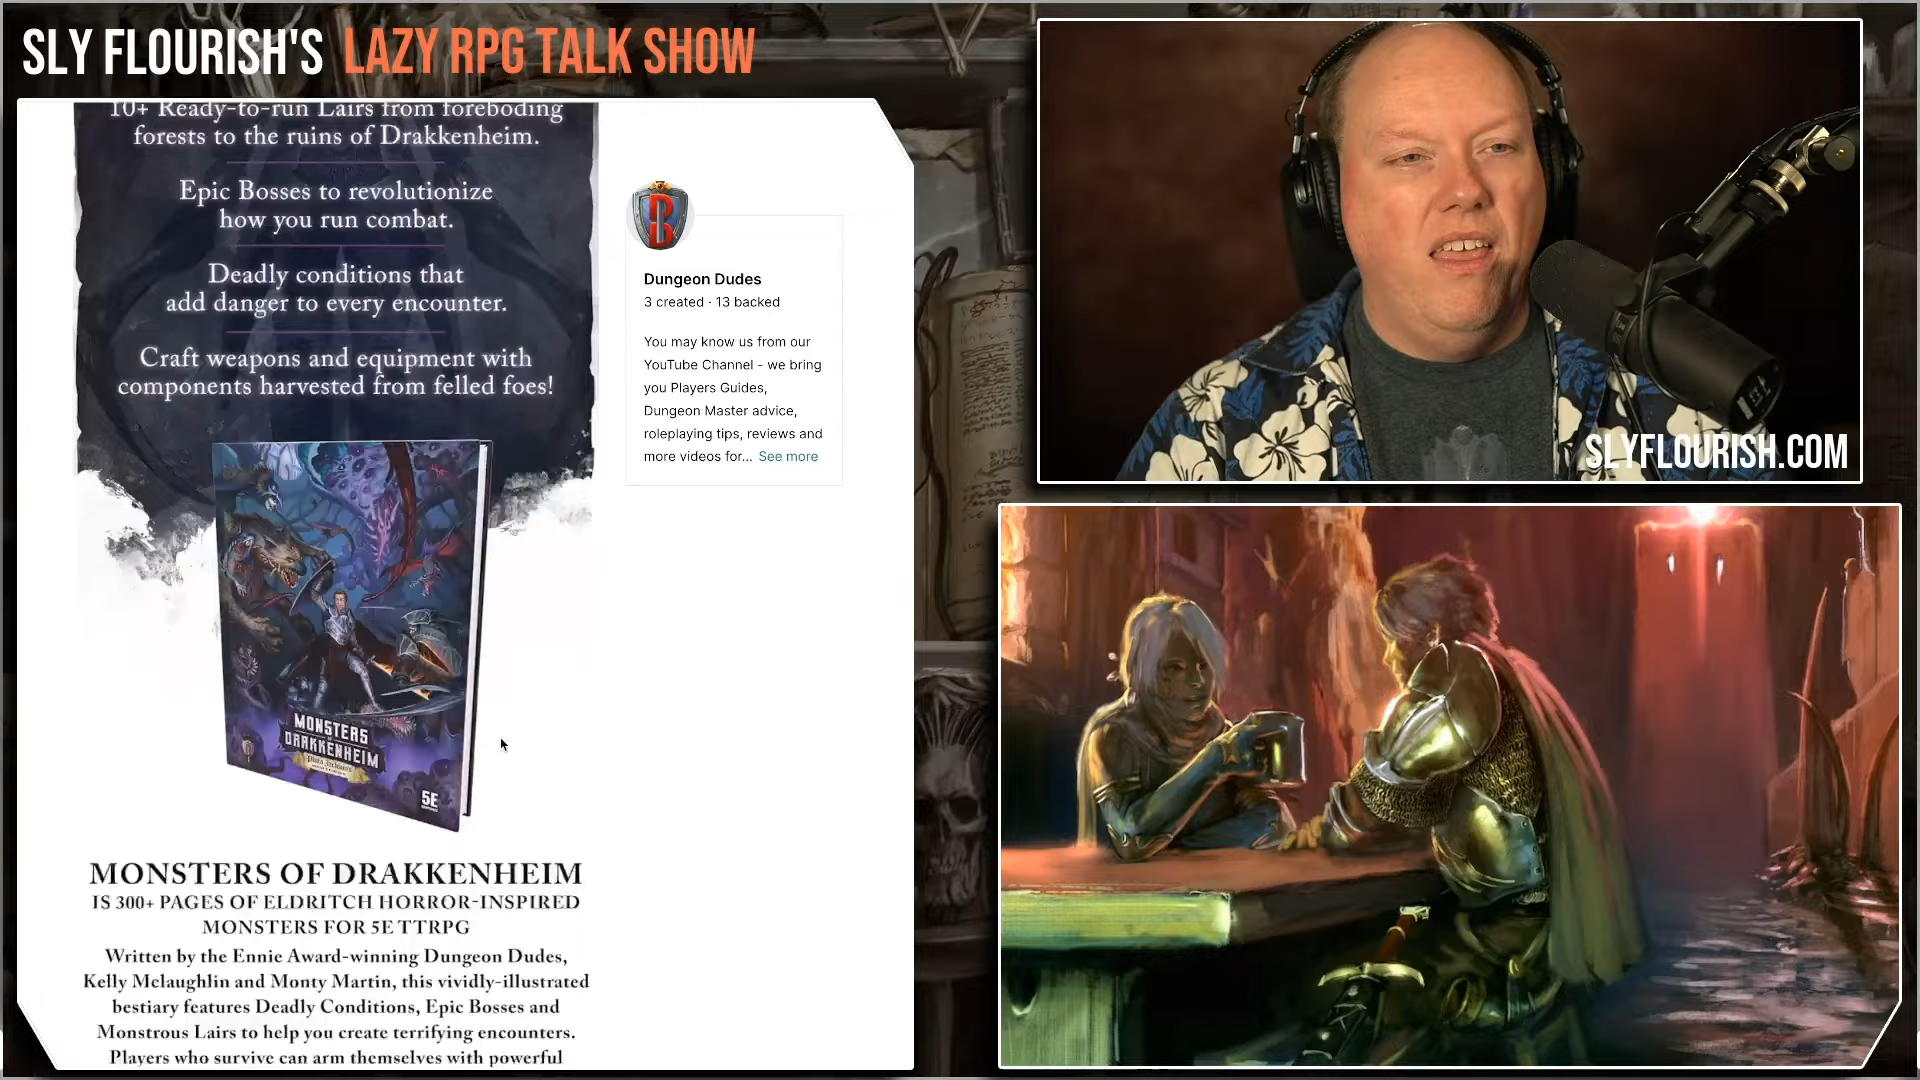 SLY FLOURISH'S LAZY RPG TALK SHOW
10+ Ready-to-run Lairs from foreboding
forests to the ruins of Drakkenheim.
Epic Bosses to revolutionize
how you run combat.
Deadly conditions that
add danger to every encounter.
Craft weapons and equipment with
components harvested from felled foes!
MONSTERS
OF
DRAKKENHEIM
5E
MONSTERS OF DRAKKENHEIM
IS 300+ PAGES OF ELDRITCH HORROR-INSPIRED
MONSTERS FOR 5E TTRPG
Written by the Ennie Award-winning Dungeon Dudes,
Kelly Mclaughlin and Monty Martin, this vividly-illustrated
bestiary features Deadly Conditions, Epic Bosses and
Monstrous Lairs to help you create terrifying encounters.
Players who survive can arm themselves with powerful
B
Dungeon Dudes
3 created · 13 backed
You may know us from our
YouTube Channel - we bring
you Players Guides,
Dungeon Master advice,
roleplaying tips, reviews and
more videos for... See more
SLYFLOURISH.COM